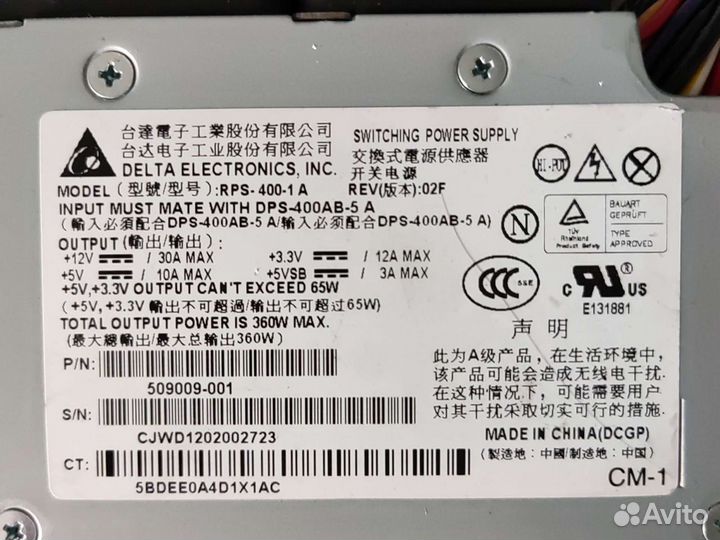 台達電子工業股份有限公司
台达电子工业股份有限公司
DELTA ELECTRONICS, INC.
SWITCHING POWER SUPPLY
交換式電源供應器
开关电源
MODEL (型號/型号):RPS-400-1 A
REV(版本):02F
INPUT MUST MATE WITH DPS-400AB-5 A
(輸入必須配合DPS-400AB-5 A/输入必须配合DPS-400AB-5 A)
OUTPUT (輸出/输出):
+12V / 30A MAX +3.3V / 12A MAX
+5V / 10A MAX +5VSB / 3A MAX
+5V,+3.3V OUTPUT CAN'T EXCEED 65W
(+5V,+3.3V 輸出不可超過/输出不可超过65W)
TOTAL OUTPUT POWER IS 360W MAX.
(最大總輸出/最大总输出360W)
P/N:
509009-001
S/N:
CJWD1202002723
CT:
5BDEE0A4D1X1AC
HI-POT
N
TÜV
Rheinland
Product Safety
BAUART
GEPRÜFT
TYPE
APPROVED
CCC
S&E
C RU US
®
E131881
声 明
此为A级产品，在生活环境中，
该产品可能会造成无线电干扰.
在这种情况下，可能需要用户
对其干扰采取切实可行的措施.
MADE IN CHINA(DCGP)
(製造地：中國/制造地：中国)
CM-1
Avito